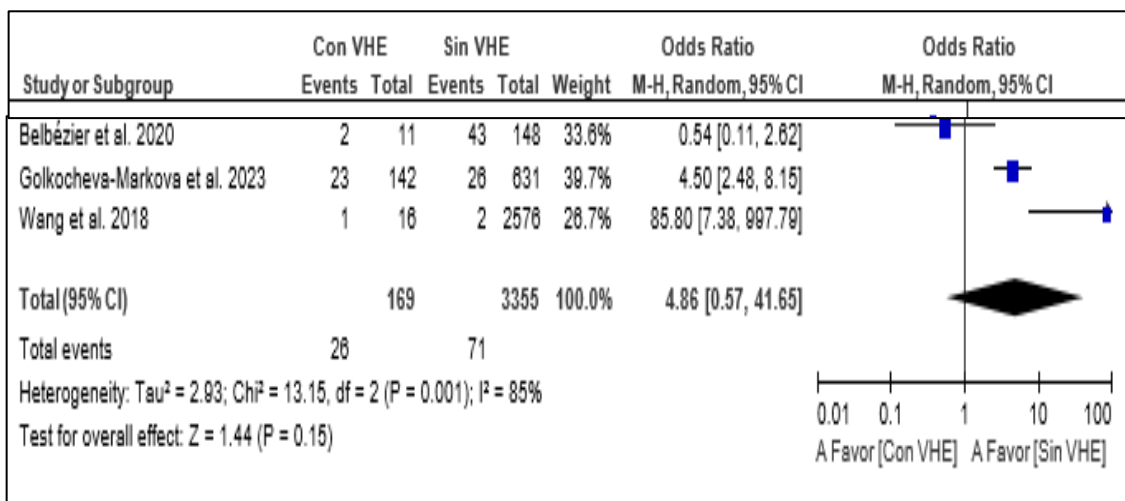 Con VHE Sin VHE Odds Ratio Odds Ratio
Study or Subgroup Events Total Events Total Weight M-H, Random, 95% CI M-H, Random, 95% CI
Belbézier et al. 2020 2 11 43 148 33.6% 0.54 [0.11, 2.62]
Golkocheva-Markova et al. 2023 23 142 26 631 39.7% 4.50 [2.48, 8.15]
Wang et al. 2018 1 16 2 2576 26.7% 85.80 [7.38, 997.79]
Total (95% CI) 169 3355 100.0% 4.86 [0.57, 41.65]
Total events 26 71
Heterogeneity: Tau² = 2.93; Chi² = 13.15, df = 2 (P = 0.001); I² = 85%
Test for overall effect: Z = 1.44 (P = 0.15)
0.01 0.1 1 10 100
A Favor [Con VHE] A Favor [Sin VHE]